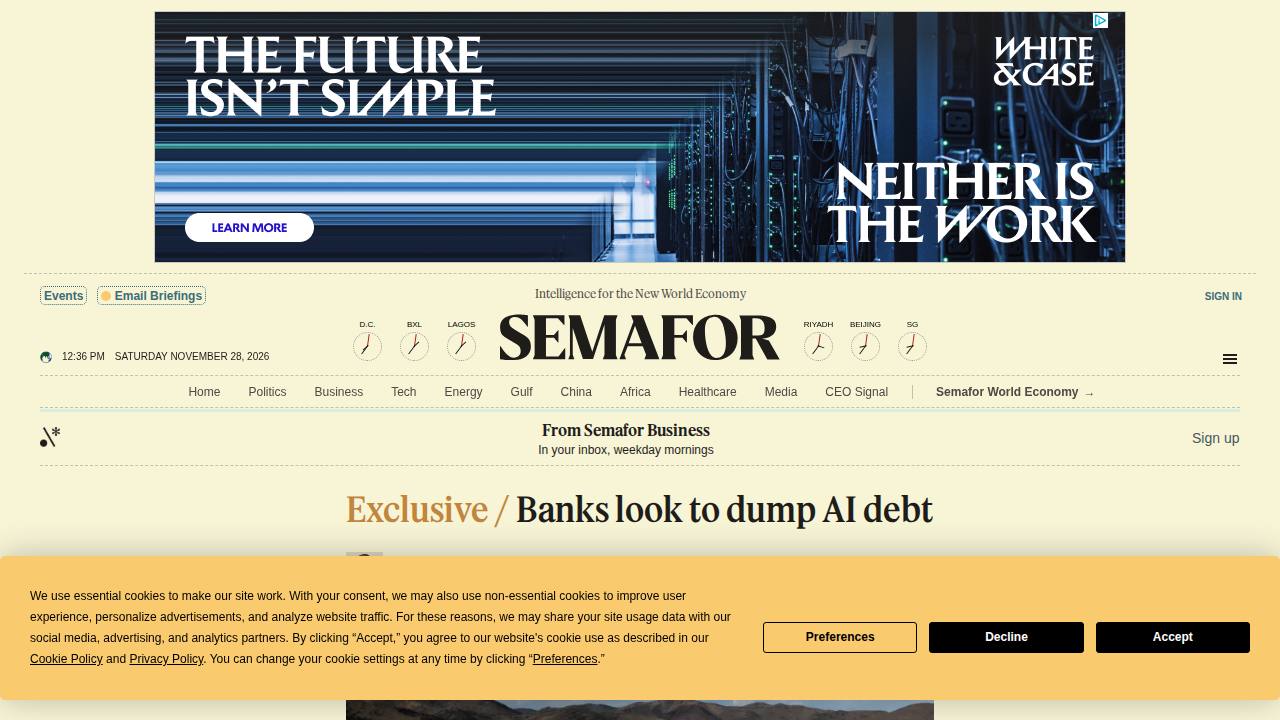 THE FUTURE
ISN'T SIMPLE
WHITE
&CASE
NEITHER IS
THE WORK
LEARN MORE
Events
Email Briefings
Intelligence for the New World Economy
SIGN IN
D.C.
BXL
LAGOS
SEMAFOR
RIYADH
BEIJING
SG
12:36 PM SATURDAY NOVEMBER 28, 2026
Home Politics Business Tech Energy Gulf China Africa Healthcare Media CEO Signal Semafor World Economy →
From Semafor Business
In your inbox, weekday mornings
Sign up
Exclusive / Banks look to dump AI debt
We use essential cookies to make our site work. With your consent, we may also use non-essential cookies to improve user
experience, personalize advertisements, and analyze website traffic. For these reasons, we may share your site usage data with our
social media, advertising, and analytics partners. By clicking “Accept,” you agree to our website's cookie use as described in our
Cookie Policy and Privacy Policy. You can change your cookie settings at any time by clicking “Preferences.”
Preferences
Decline
Accept